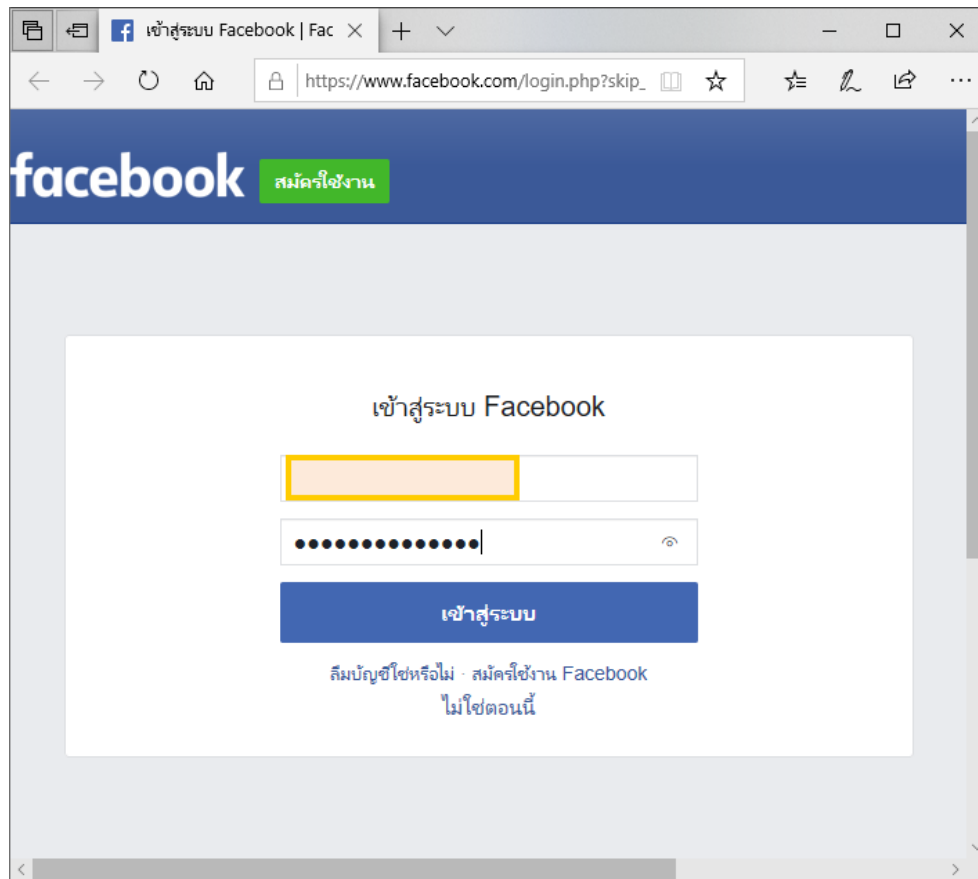 เข้าสู่ระบบ Facebook | Fac
https://www.facebook.com/login.php?skip_
facebook สมัครใช้งาน
เข้าสู่ระบบ Facebook
••••••••••••••
เข้าสู่ระบบ
ลืมบัญชีใช่หรือไม่ · สมัครใช้งาน Facebook
ไม่ใช่ตอนนี้